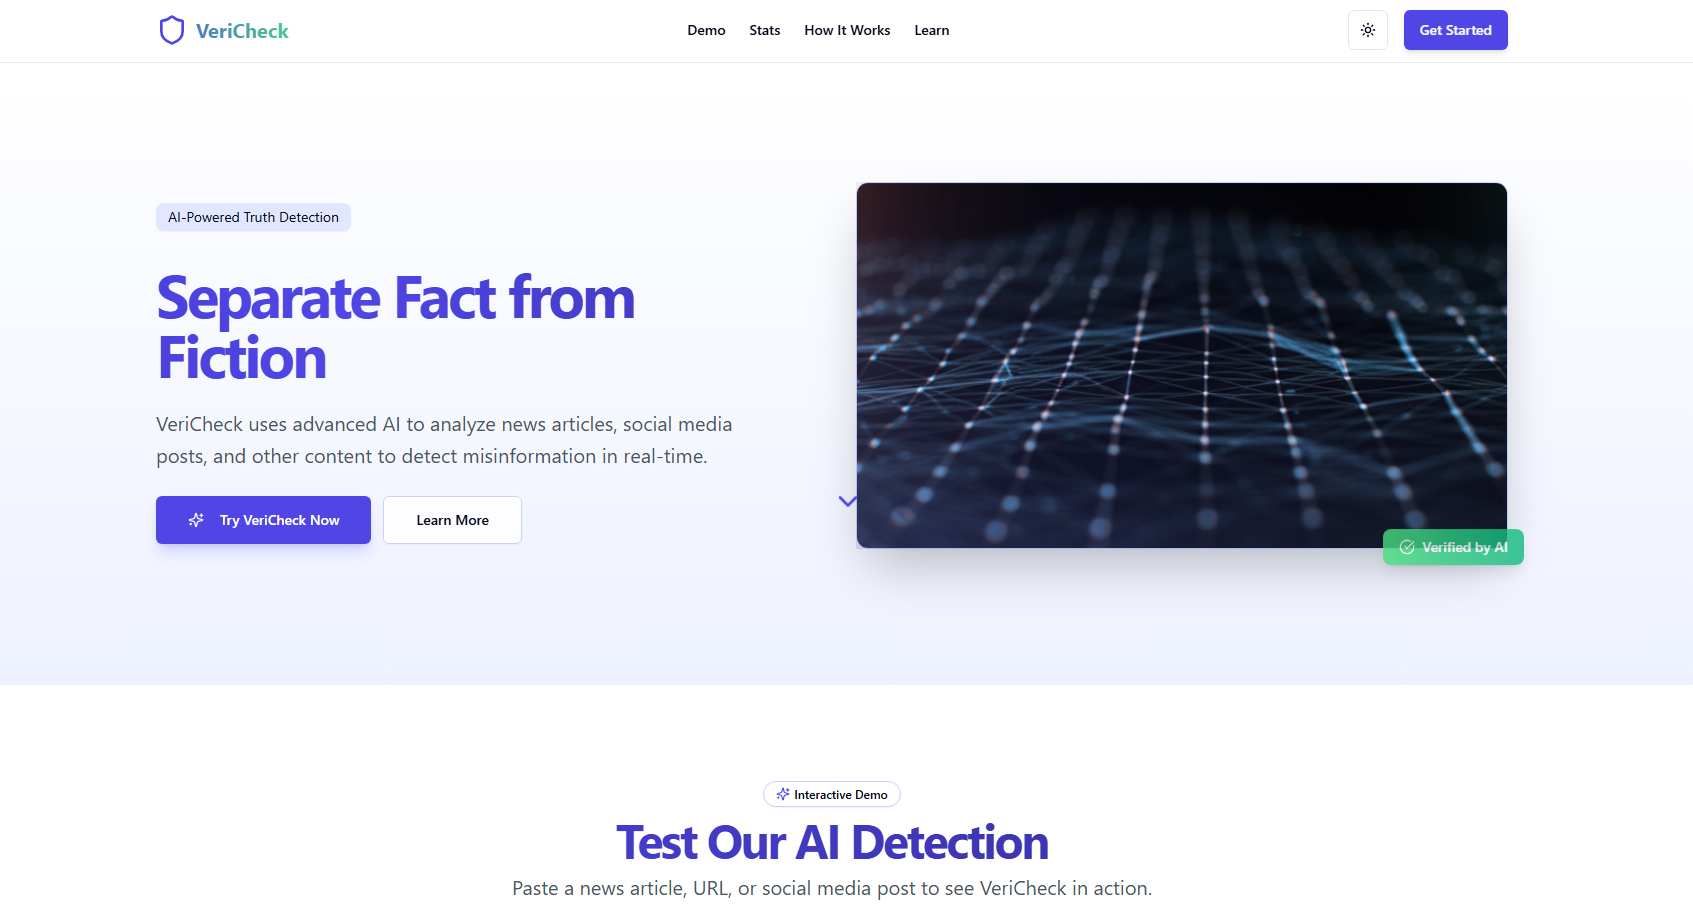 VeriCheck
Demo
Stats
How It Works
Learn
Get Started
AI-Powered Truth Detection
Separate Fact from
Fiction
VeriCheck uses advanced AI to analyze news articles, social media
posts, and other content to detect misinformation in real-time.
Try VeriCheck Now
Learn More
Verified by AI
Interactive Demo
Test Our AI Detection
Paste a news article, URL, or social media post to see VeriCheck in action.